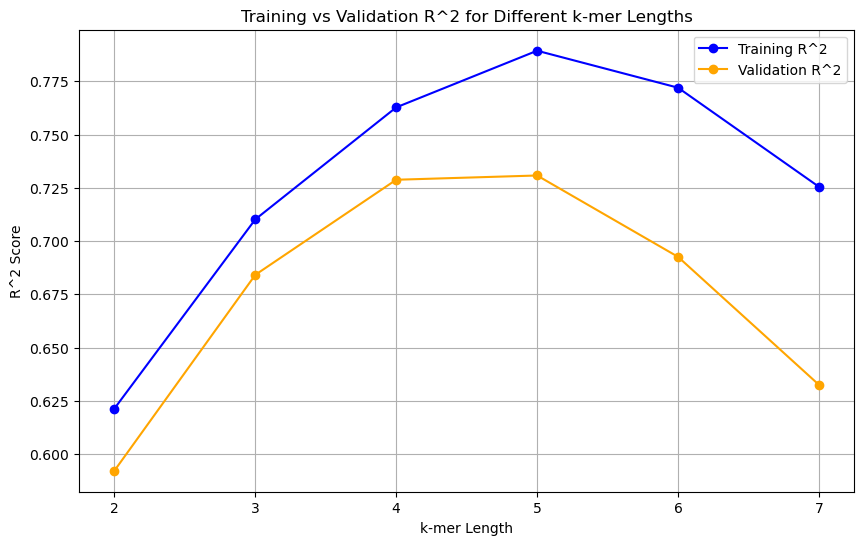 Training vs Validation R^2 for Different k-mer Lengths
Training R^2
Validation R^2
0.775
0.750
0.725
0.700
0.675
0.650
0.625
0.600
R^2 Score
2 3 4 5 6 7
k-mer Length